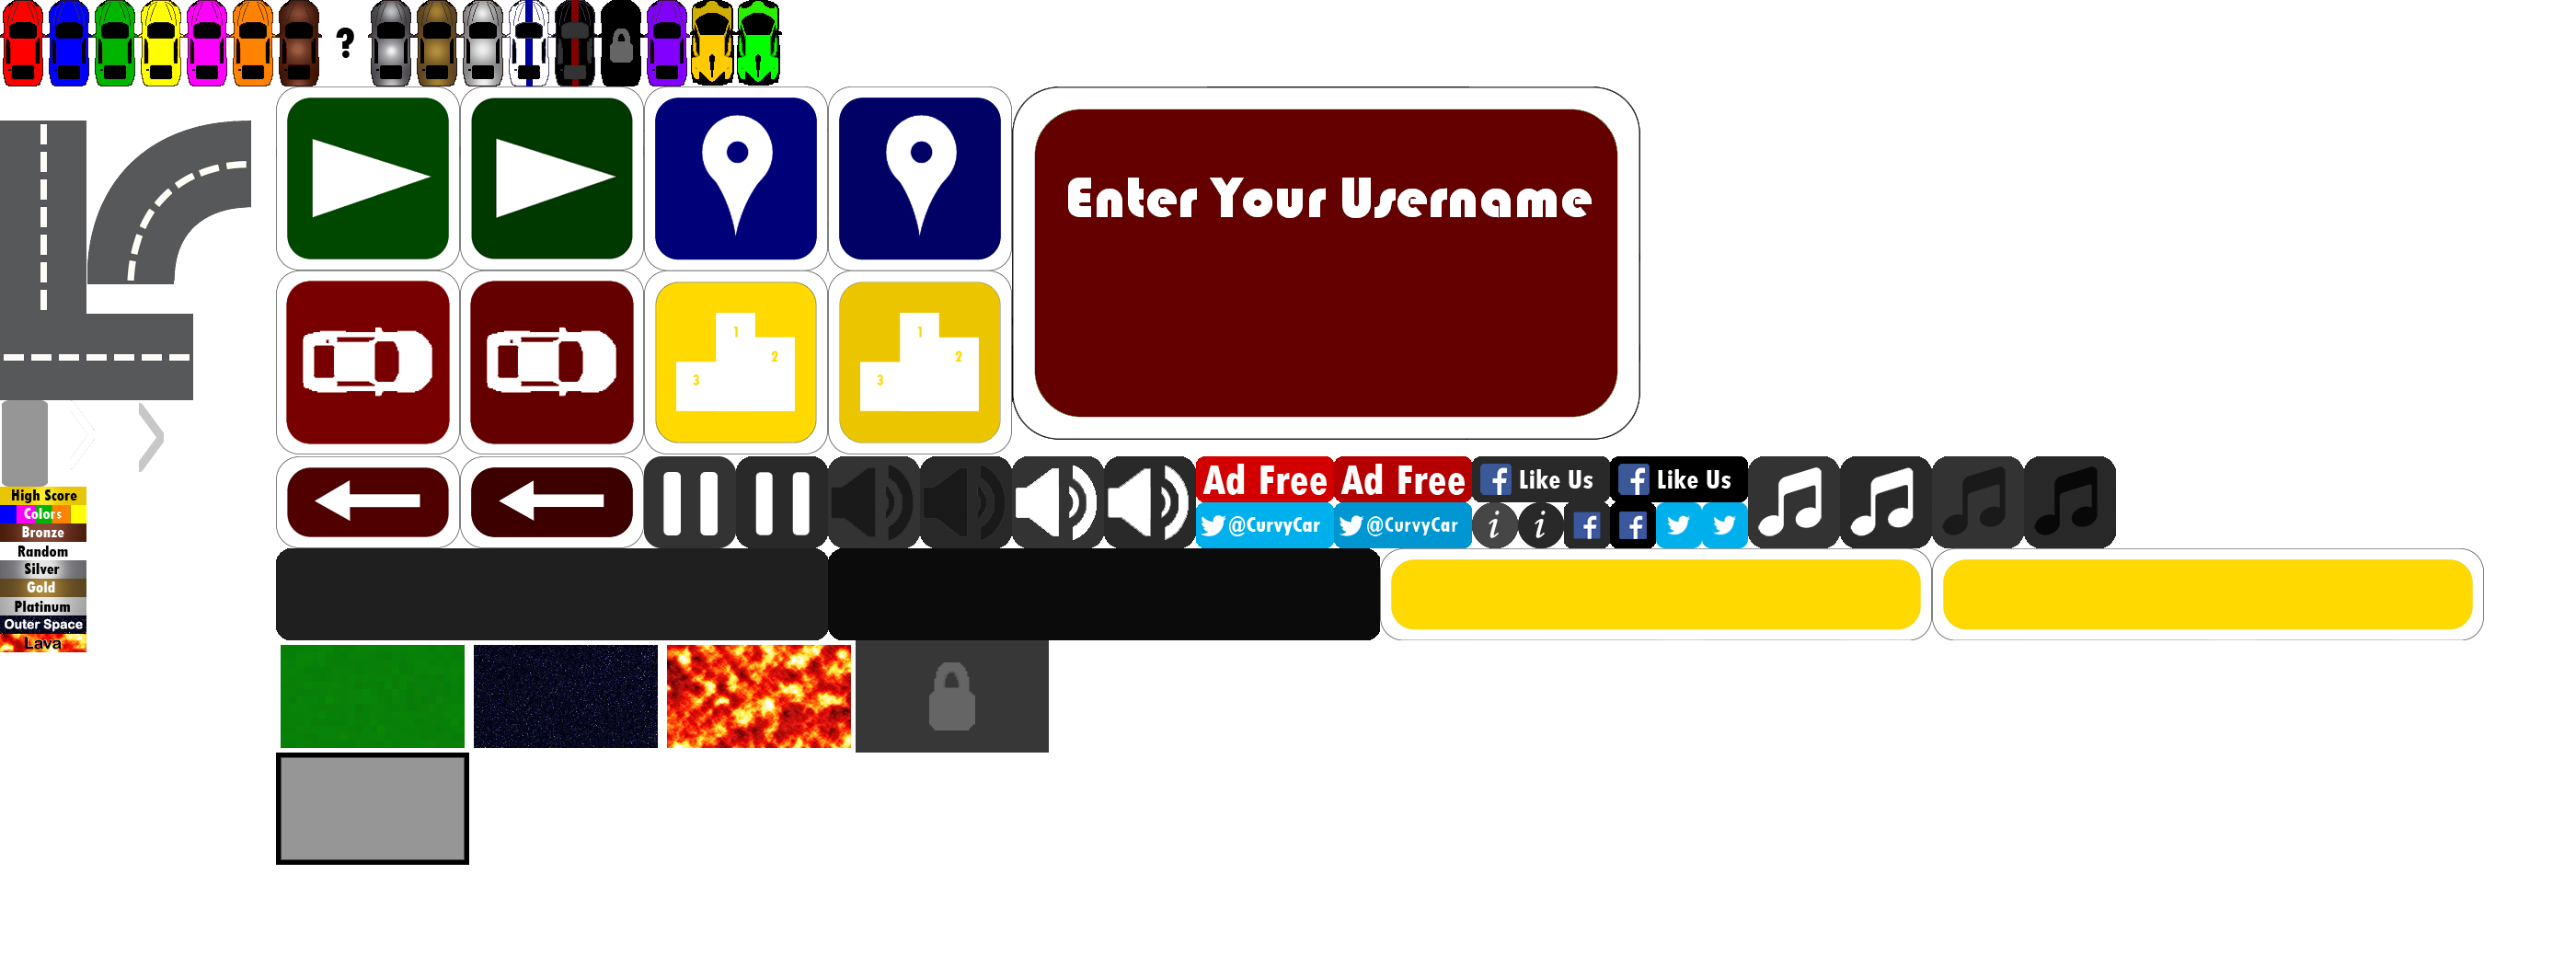 ?
Enter Your Username
1
2
3
1
2
3
Ad Free
Ad Free
f Like Us
f Like Us
@CurvyCar
@CurvyCar
i
i
f
f
High Score
Colors
Bronze
Random
Silver
Gold
Platinum
Outer Space
Lava